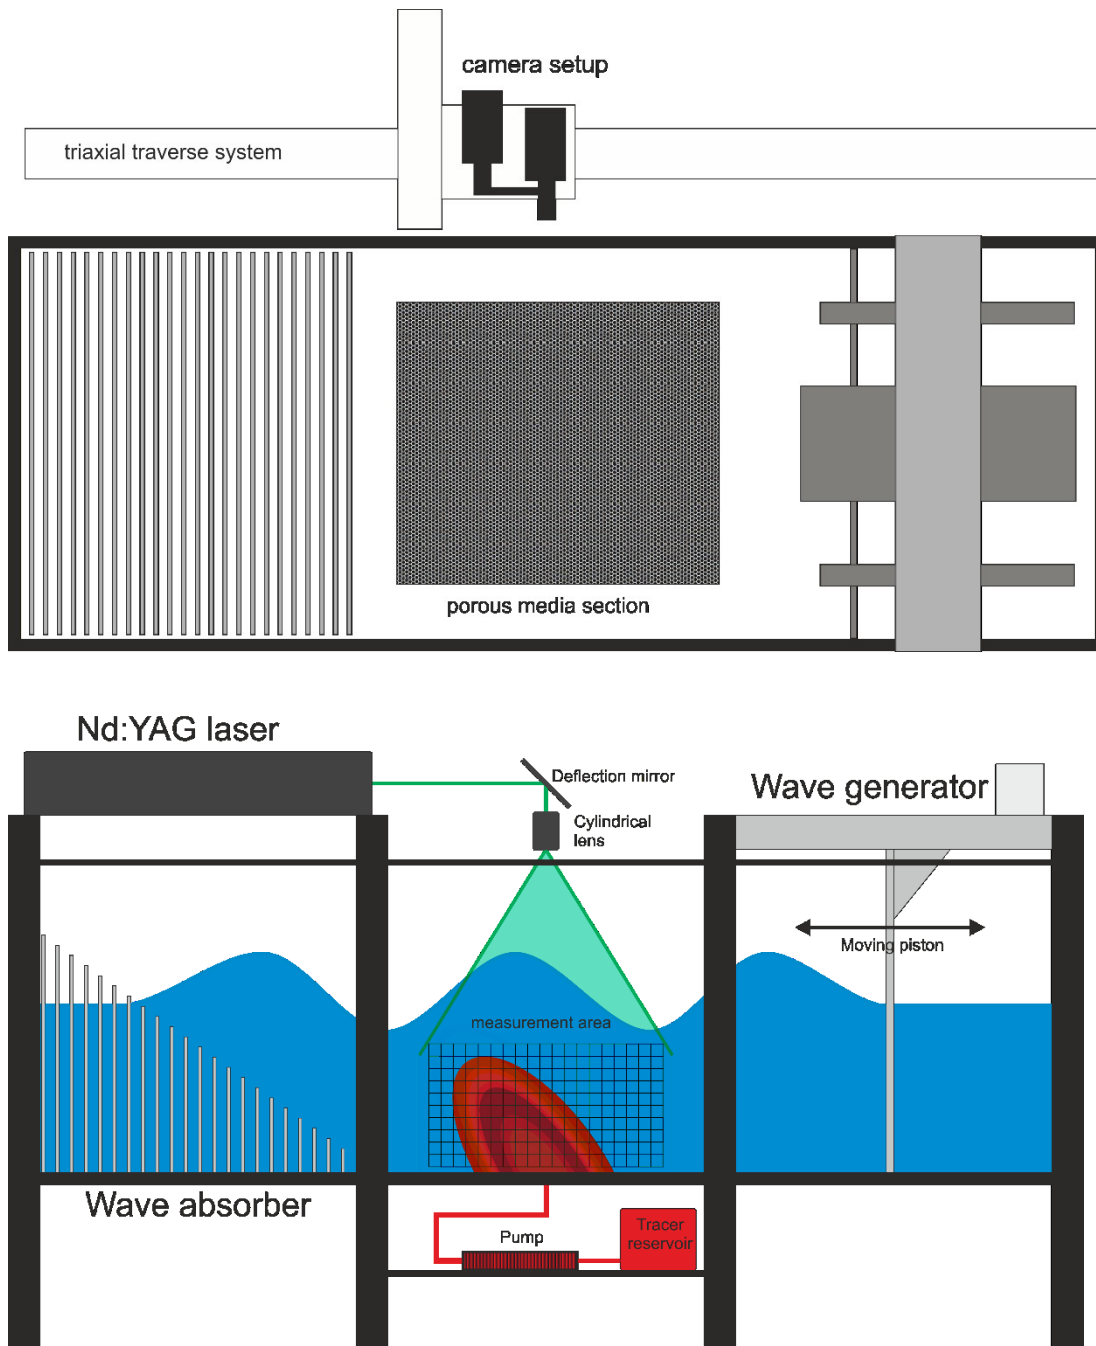 camera setup
triaxial traverse system
porous media section
Nd:YAG laser
Deflection mirror
Wave generator
Cylindrical
lens
Moving piston
measurement area
Wave absorber
Pump
Tracer
reservoir